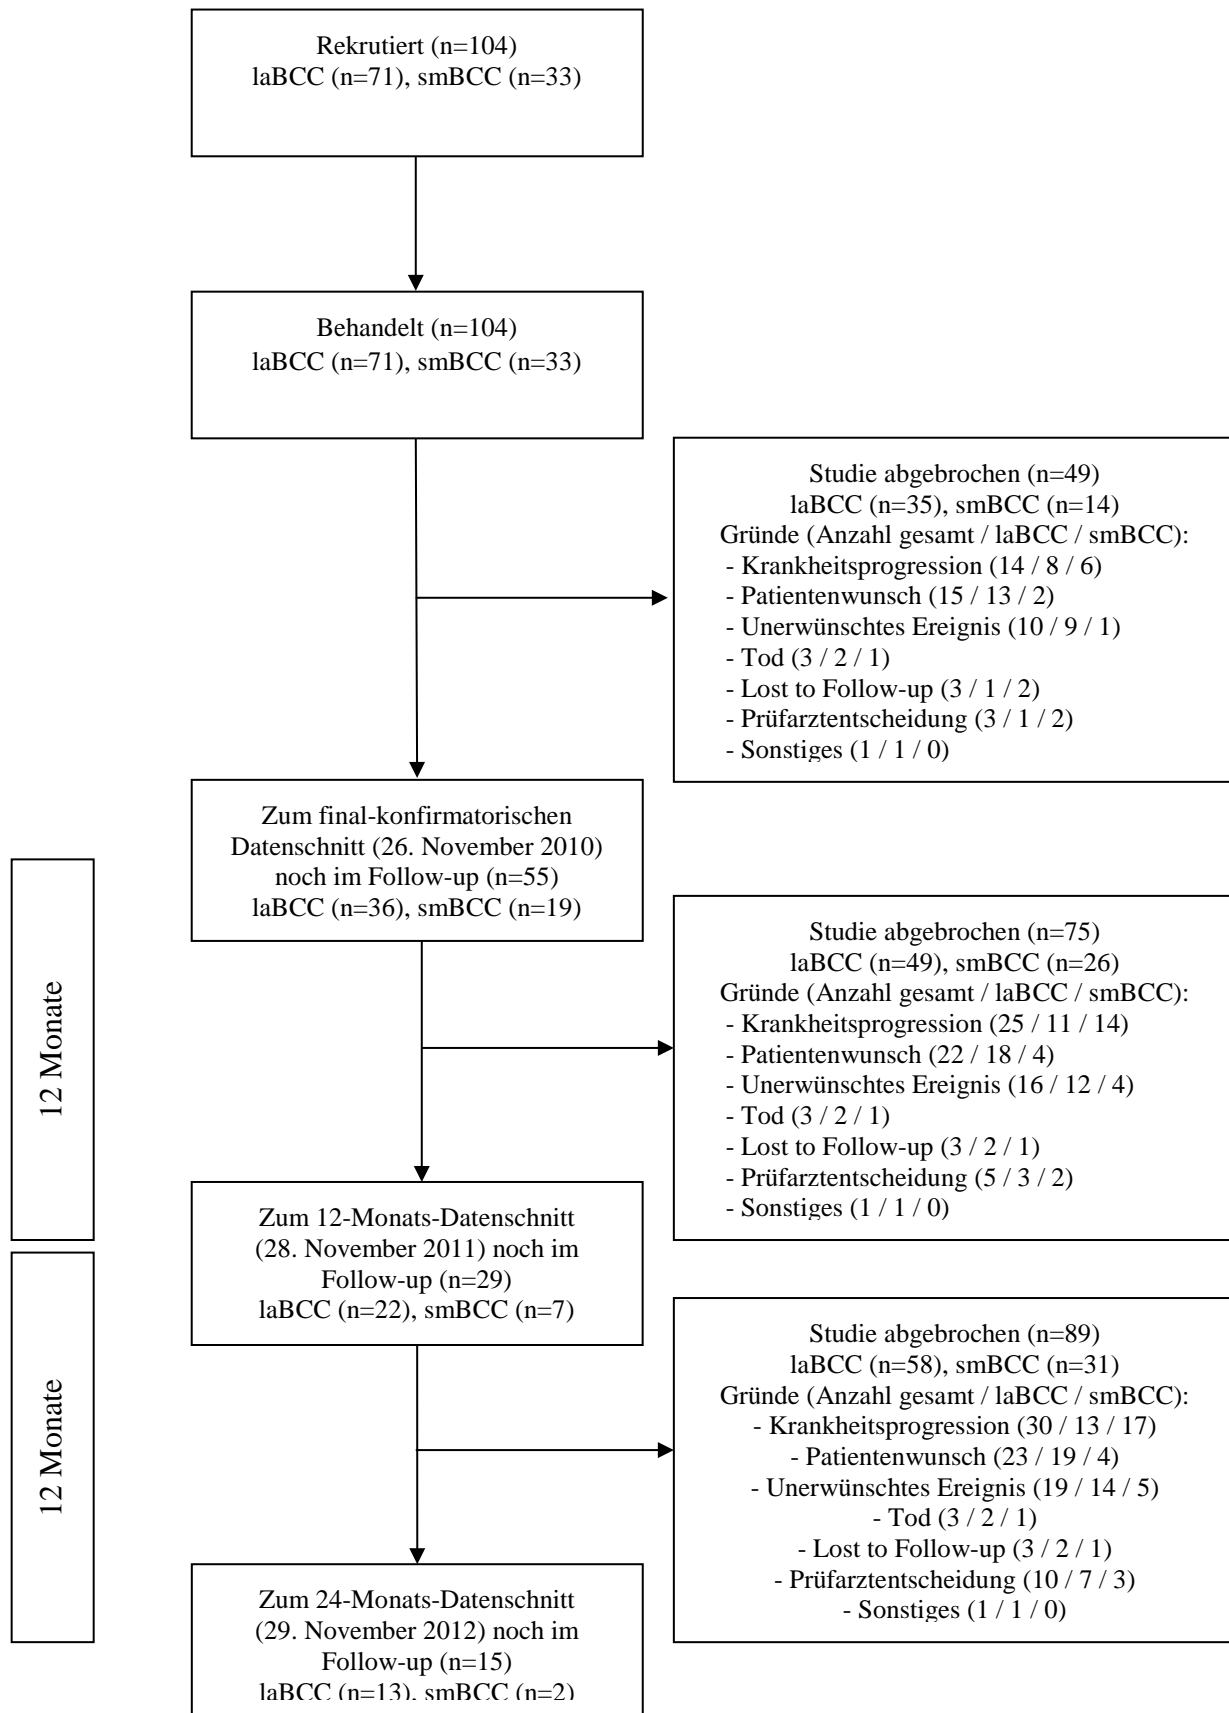 Rekrutiert (n=104)
laBCC (n=71), smBCC (n=33)
Behandelt (n=104)
laBCC (n=71), smBCC (n=33)
Studie abgebrochen (n=49)
laBCC (n=35), smBCC (n=14)
Gründe (Anzahl gesamt / laBCC / smBCC):
- Krankheitsprogression (14 / 8 / 6)
- Patientenwunsch (15 / 13 / 2)
- Unerwünschtes Ereignis (10 / 9 / 1)
- Tod (3 / 2 / 1)
- Lost to Follow-up (3 / 1 / 2)
- Prüfarztentscheidung (3 / 1 / 2)
- Sonstiges (1 / 1 / 0)
Zum final-konfirmatorischen
Datenschnitt (26. November 2010)
noch im Follow-up (n=55)
laBCC (n=36), smBCC (n=19)
12 Monate
Studie abgebrochen (n=75)
laBCC (n=49), smBCC (n=26)
Gründe (Anzahl gesamt / laBCC / smBCC):
- Krankheitsprogression (25 / 11 / 14)
- Patientenwunsch (22 / 18 / 4)
- Unerwünschtes Ereignis (16 / 12 / 4)
- Tod (3 / 2 / 1)
- Lost to Follow-up (3 / 2 / 1)
- Prüfarztentscheidung (5 / 3 / 2)
- Sonstiges (1 / 1 / 0)
Zum 12-Monats-Datenschnitt
(28. November 2011) noch im
Follow-up (n=29)
laBCC (n=22), smBCC (n=7)
12 Monate
Studie abgebrochen (n=89)
laBCC (n=58), smBCC (n=31)
Gründe (Anzahl gesamt / laBCC / smBCC):
- Krankheitsprogression (30 / 13 / 17)
- Patientenwunsch (23 / 19 / 4)
- Unerwünschtes Ereignis (19 / 14 / 5)
- Tod (3 / 2 / 1)
- Lost to Follow-up (3 / 2 / 1)
- Prüfarztentscheidung (10 / 7 / 3)
- Sonstiges (1 / 1 / 0)
Zum 24-Monats-Datenschnitt
(29. November 2012) noch im
Follow-up (n=15)
laBCC (n=13), smBCC (n=2)